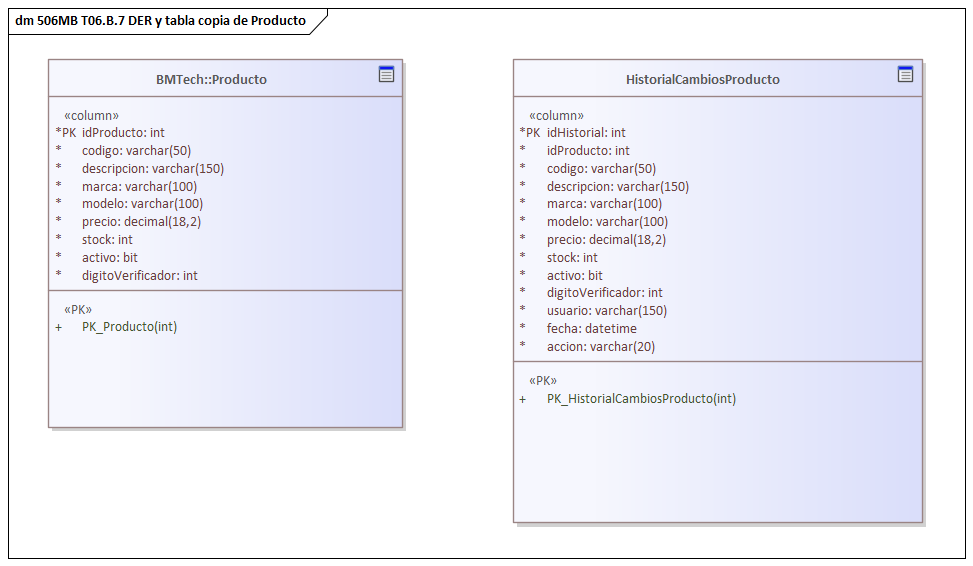 dm 506MB T06.B.7 DER y tabla copia de Producto
BMTech::Producto
«column»
*PK idProducto: int
* codigo: varchar(50)
* descripcion: varchar(150)
* marca: varchar(100)
* modelo: varchar(100)
* precio: decimal(18,2)
* stock: int
* activo: bit
* digitoVerificador: int
«PK»
+ PK_Producto(int)
HistorialCambiosProducto
«column»
*PK idHistorial: int
* idProducto: int
* codigo: varchar(50)
* descripcion: varchar(150)
* marca: varchar(100)
* modelo: varchar(100)
* precio: decimal(18,2)
* stock: int
* activo: bit
* digitoVerificador: int
* usuario: varchar(150)
* fecha: datetime
* accion: varchar(20)
«PK»
+ PK_HistorialCambiosProducto(int)